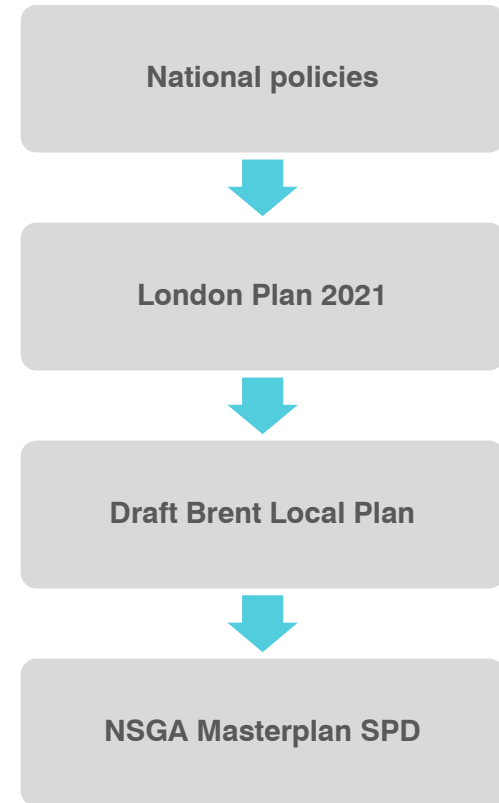 National policies
London Plan 2021
Draft Brent Local Plan
NSGA Masterplan SPD